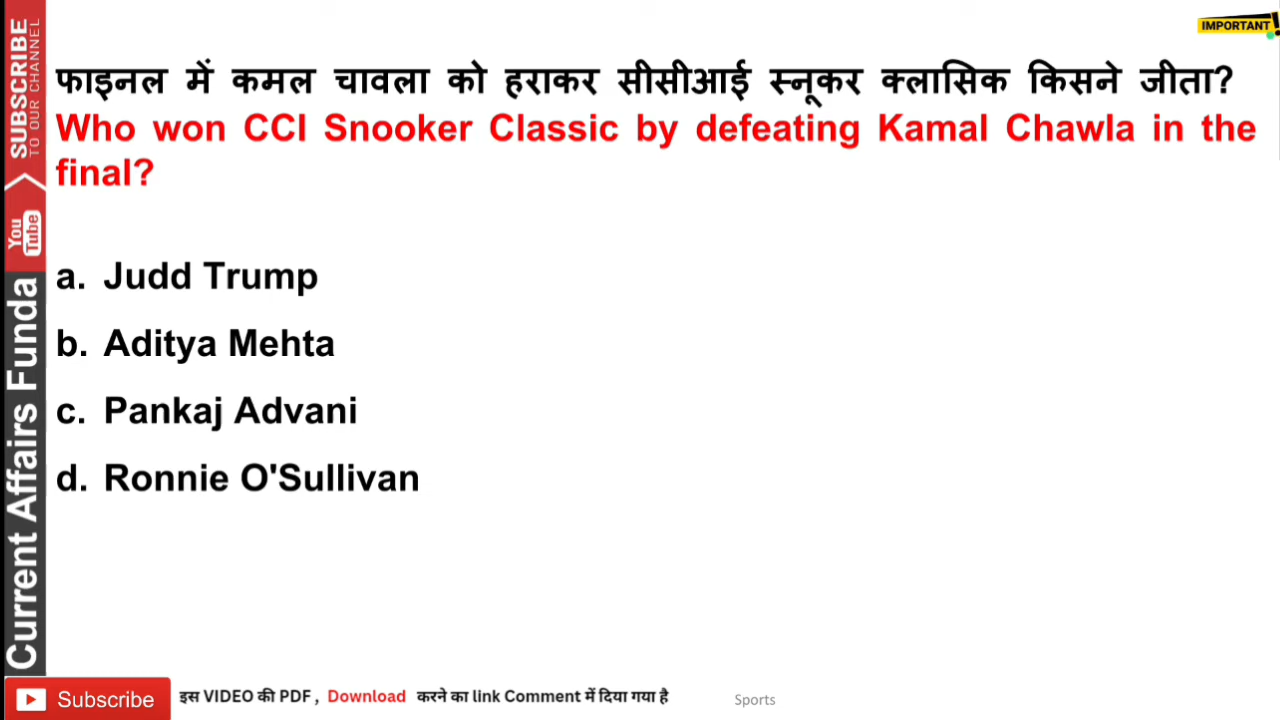 IMPORTANT
फाइनल में कमल चावला को हराकर सीसीआई स्नूकर क्लासिक किसने जीता?
Who won CCI Snooker Classic by defeating Kamal Chawla in the
final?
a. Judd Trump
b. Aditya Mehta
c. Pankaj Advani
d. Ronnie O'Sullivan
SUBSCRIBE
TO OUR CHANNEL
You
Tube
Current Affairs Funda
Subscribe
इस VIDEO की PDF , Download करने का link Comment में दिया गया है
Sports